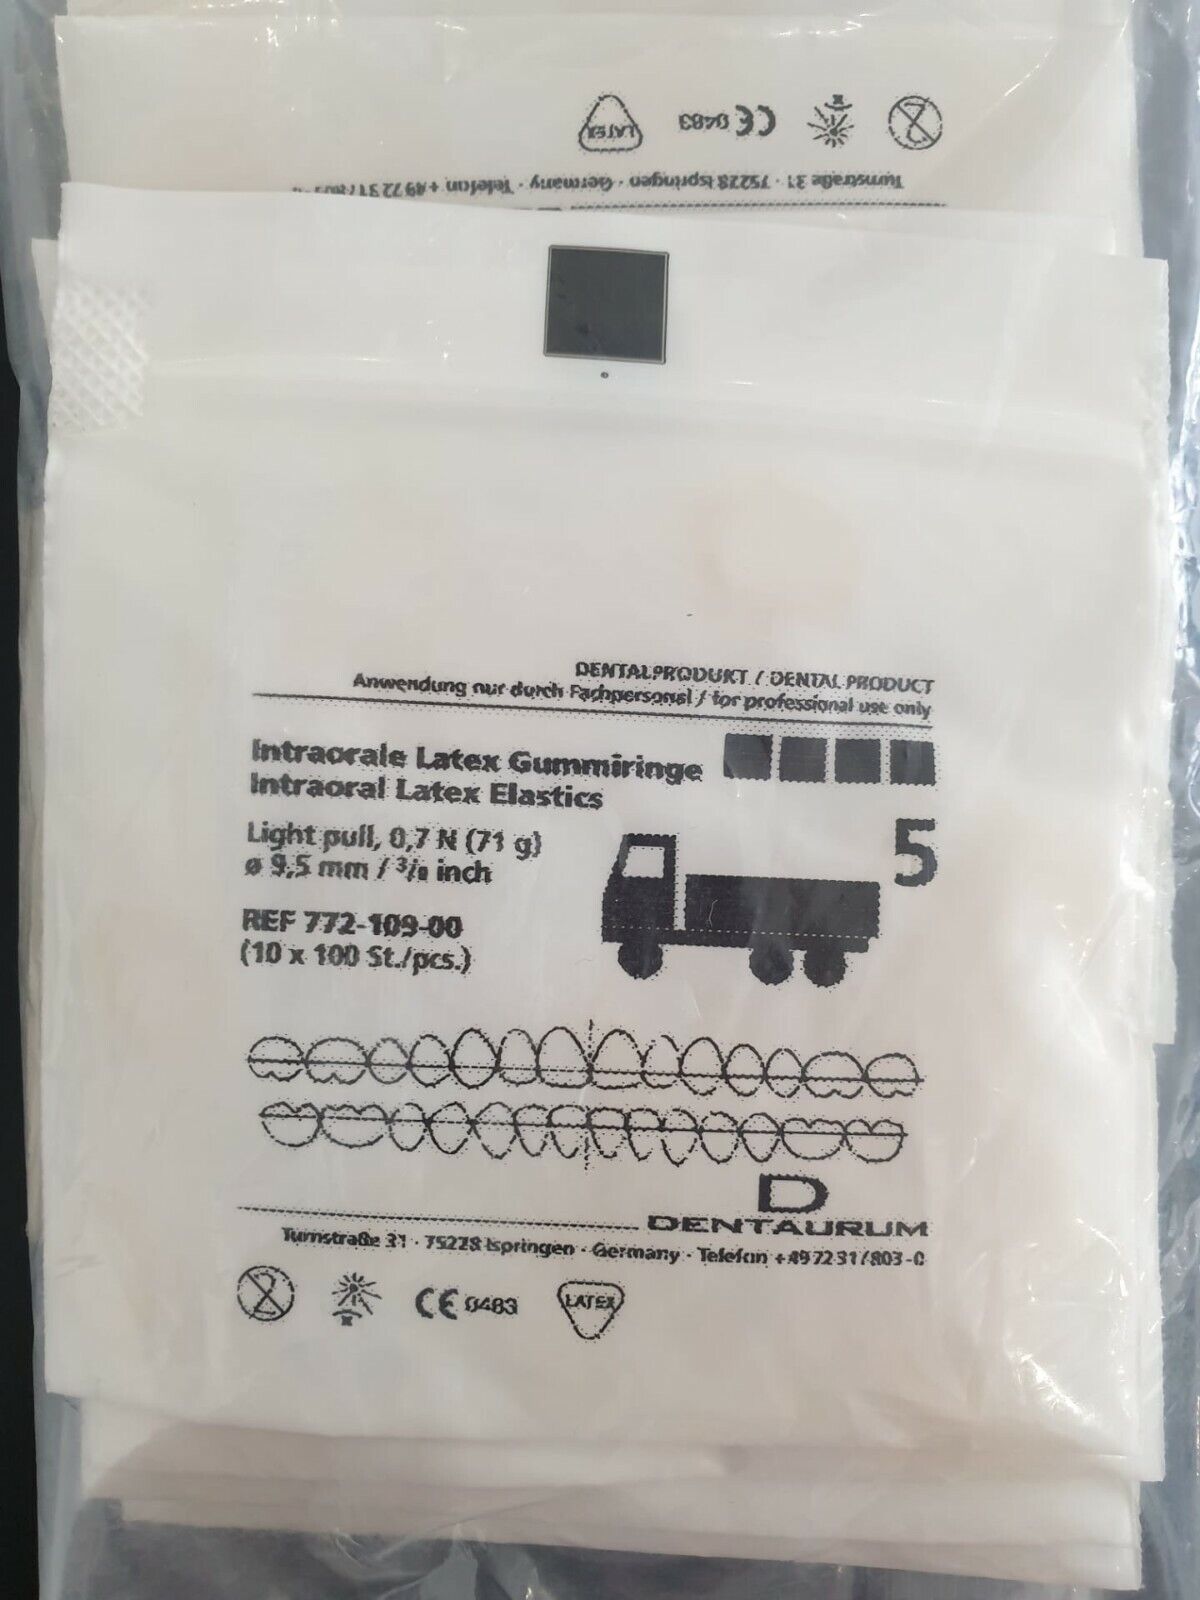 LATEX
CE 0483
Turnstraße 31 · 75228 Ispringen · Germany · Telefon +49 72 31 / 803-0
DENTALPRODUKT / DENTAL PRODUCT
Anwendung nur durch Fachpersonal / for professional use only
Intraorale Latex Gummiringe
Intraoral Latex Elastics
Light pull, 0,7 N (71 g)
ø 9,5 mm / 3/8 inch
5
REF 772-109-00
(10 x 100 St./pcs.)
D
DENTAURUM
Turnstraße 31 · 75228 Ispringen · Germany · Telefon +49 72 31 / 803-0
2
CE 0483
LATEX